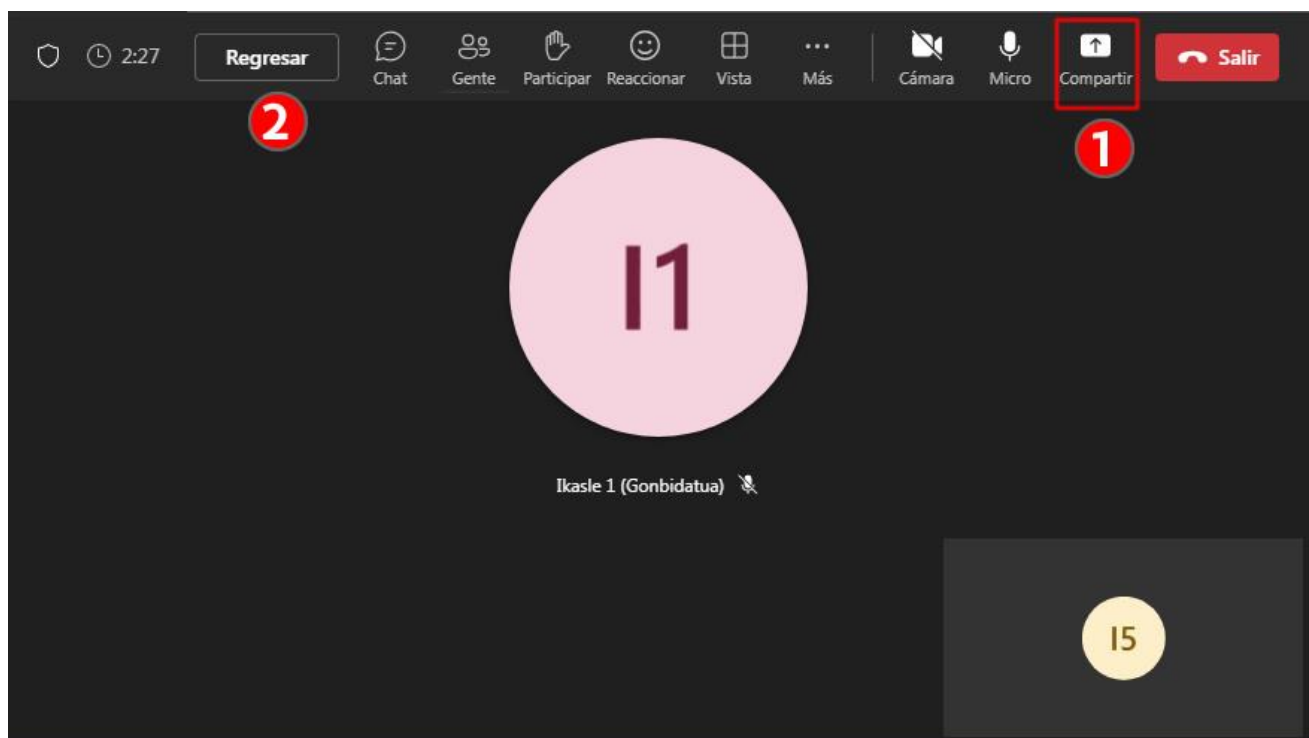 2:27 Regresar Chat Gente Participar Reaccionar Vista Más Cámara Micro Compartir Salir
2
1
I1
Ikasle 1 (Gonbidatua)
I5